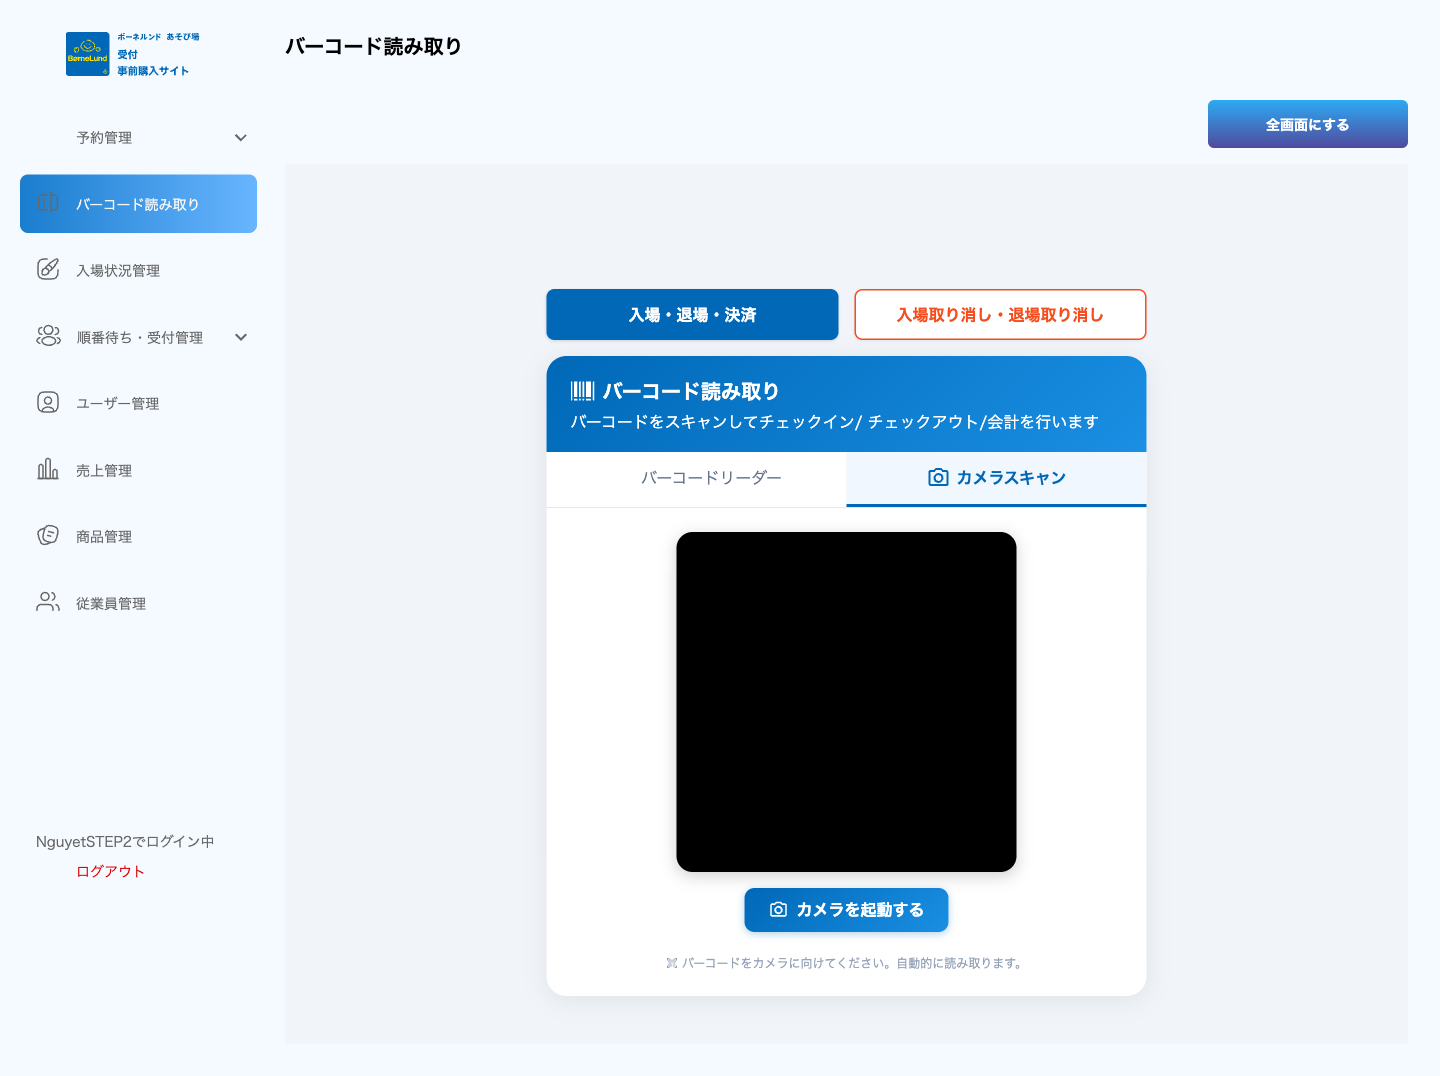 BørneLund
ボーネルンド あそび場
受付
事前購入サイト
予約管理
バーコード読み取り
入場状況管理
順番待ち・受付管理
ユーザー管理
売上管理
商品管理
従業員管理
NguyetSTEP2でログイン中
ログアウト
バーコード読み取り
全画面にする
入場・退場・決済
入場取り消し・退場取り消し
バーコード読み取り
バーコードをスキャンしてチェックイン/ チェックアウト/会計を行います
バーコードリーダー
カメラスキャン
カメラを起動する
バーコードをカメラに向けてください。自動的に読み取ります。